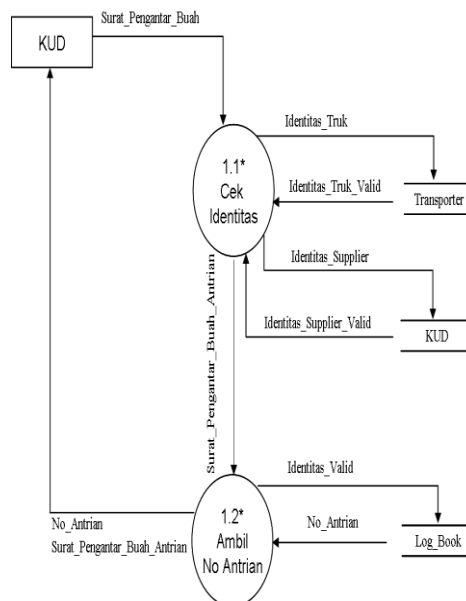 Surat_Pengantar_Buah
KUD
Identitas_Truk
1.1*
Cek
Identitas
Identitas_Truk_Valid
Transporter
Identitas_Supplier
Identitas_Supplier_Valid
KUD
Surat_Pengantar_Buah_Antrian
Identitas_Valid
1.2*
Ambil
No Antrian
No_Antrian
Log_Book
No_Antrian
Surat_Pengantar_Buah_Antrian